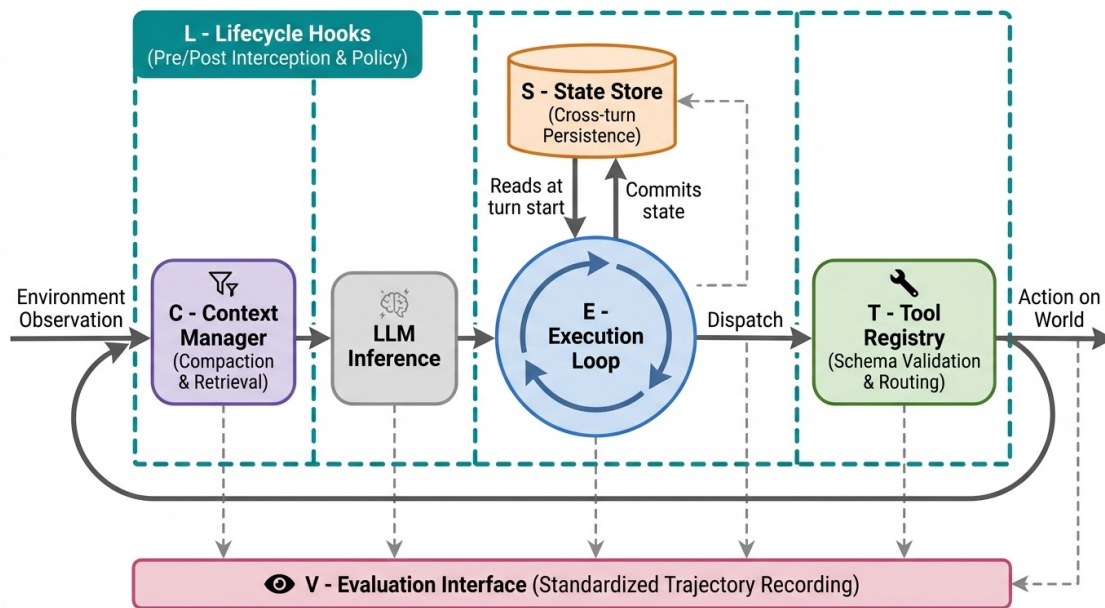 L - Lifecycle Hooks
(Pre/Post Interception & Policy)
S - State Store
(Cross-turn
Persistence)
Reads at
turn start
Commits
state
Environment
Observation
C - Context
Manager
(Compaction
& Retrieval)
LLM
Inference
E -
Execution
Loop
Dispatch
T - Tool
Registry
(Schema Validation
& Routing)
Action on
World
V - Evaluation Interface (Standardized Trajectory Recording)